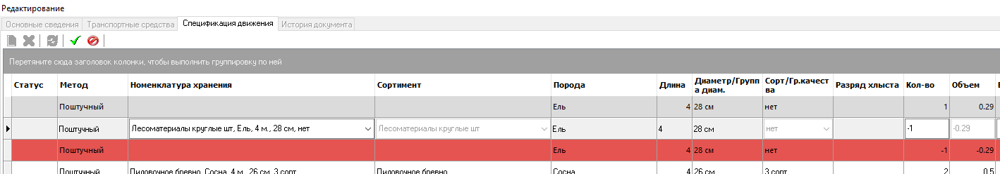 Редактирование
Основные сведения Транспортные средства Спецификация движения История документа
Перетяните сюда заголовок колонки, чтобы выполнить группировку по ней
Статус Метод Номенклатура хранения Сортимент Порода Длина Диаметр/Групп Сорт/Гр.качест Разряд хлыста Кол-во Объем
а диам. ва
Поштучный Ель 4 28 см нет 1 0.29
Поштучный Лесоматериалы круглые шт, Ель, 4 м., 28 см, нет Лесоматериалы круглые шт Ель 4 28 см нет -1 -0.29
Поштучный Ель 4 28 см нет -1 -0.29
Поштучный Пиловочное бревно, Сосна, 4 м., 26 см, 3 сорт Пиловочное бревно Сосна 4 26 см 3 сорт 2 0.5